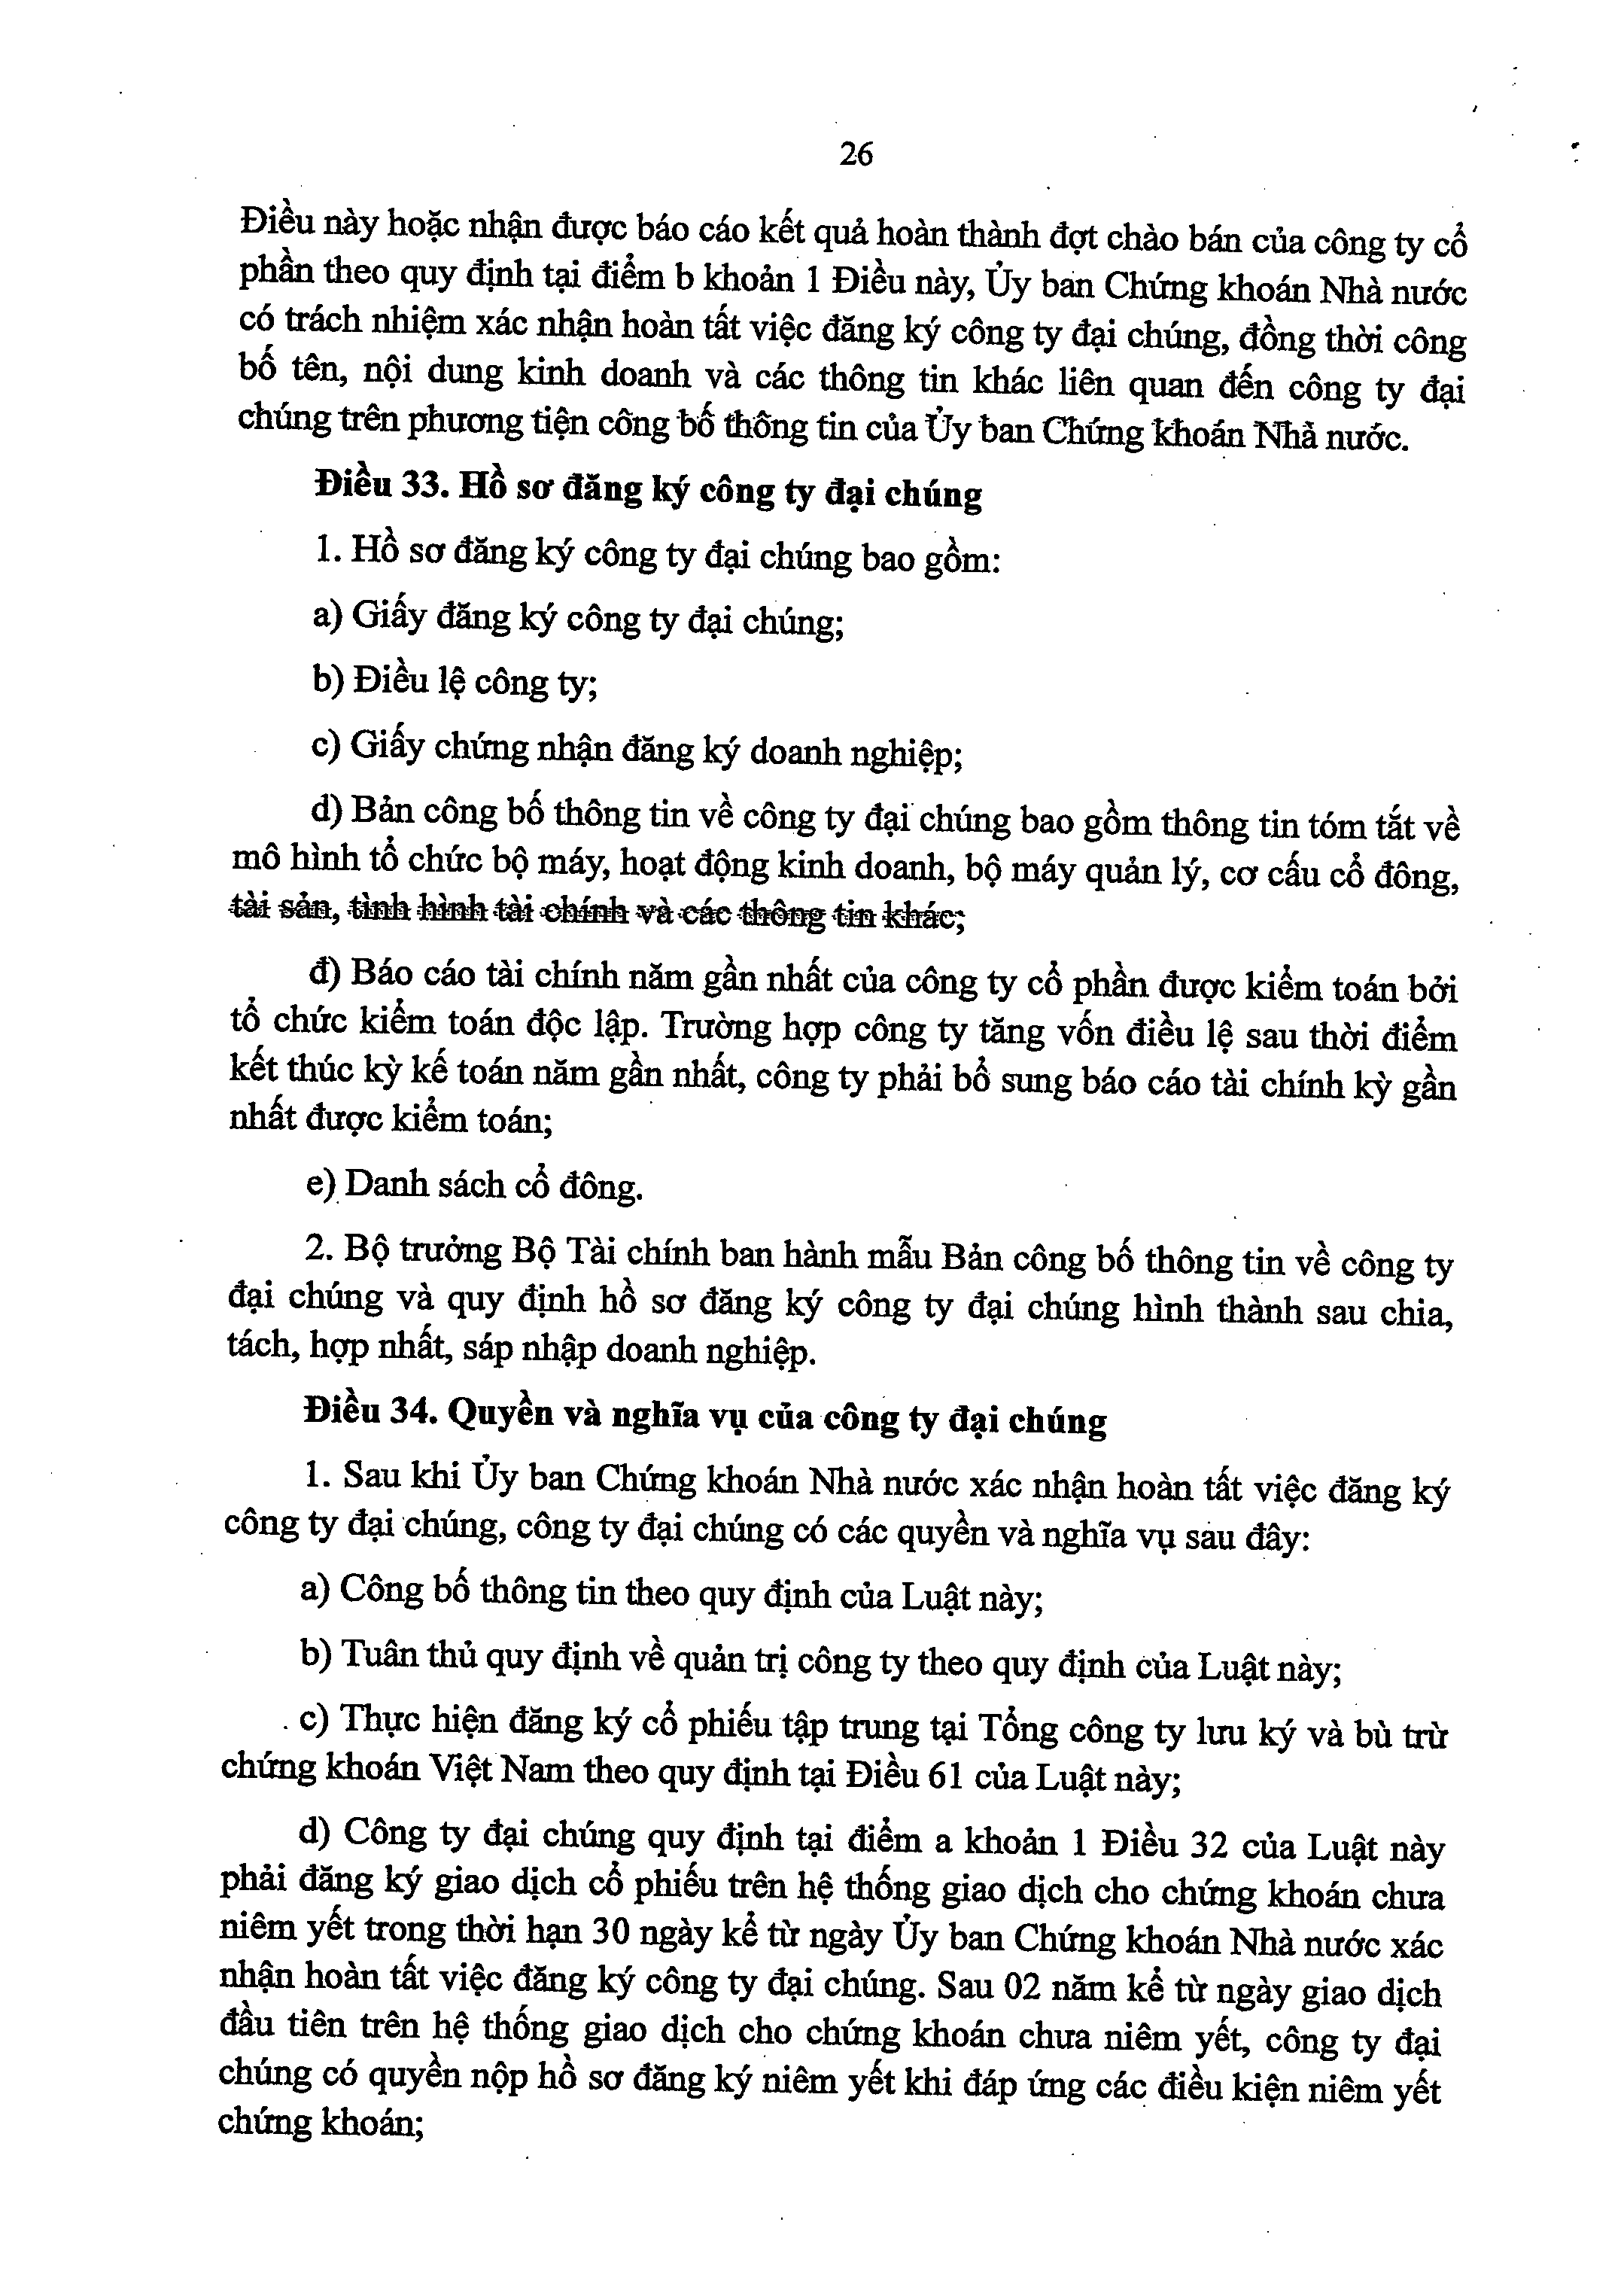 26
Điều này hoặc nhận được báo cáo kết quả hoàn thành đợt chào bán của công ty cổ
phần theo quy định tại điểm b khoản 1 Điều này, Ủy ban Chứng khoán Nhà nước
có trách nhiệm xác nhận hoàn tất việc đăng ký công ty đại chúng, đồng thời công
bố tên, nội dung kinh doanh và các thông tin khác liên quan đến công ty đại
chúng trên phương tiện công bố thông tin của Ủy ban Chứng khoán Nhà nước.
Điều 33. Hồ sơ đăng ký công ty đại chúng
1. Hồ sơ đăng ký công ty đại chúng bao gồm:
a) Giấy đăng ký công ty đại chúng;
b) Điều lệ công ty;
c) Giấy chứng nhận đăng ký doanh nghiệp;
d) Bản công bố thông tin về công ty đại chúng bao gồm thông tin tóm tắt về
mô hình tổ chức bộ máy, hoạt động kinh doanh, bộ máy quản lý, cơ cấu cổ đông,
tài sản, tình hình tài chính và các thông tin khác;
đ) Báo cáo tài chính năm gần nhất của công ty cổ phần được kiểm toán bởi
tổ chức kiểm toán độc lập. Trường hợp công ty tăng vốn điều lệ sau thời điểm
kết thúc kỳ kế toán năm gần nhất, công ty phải bổ sung báo cáo tài chính kỳ gần
nhất được kiểm toán;
e) Danh sách cổ đông.
2. Bộ trưởng Bộ Tài chính ban hành mẫu Bản công bố thông tin về công ty
đại chúng và quy định hồ sơ đăng ký công ty đại chúng hình thành sau chia,
tách, hợp nhất, sáp nhập doanh nghiệp.
Điều 34. Quyền và nghĩa vụ của công ty đại chúng
1. Sau khi Ủy ban Chứng khoán Nhà nước xác nhận hoàn tất việc đăng ký
công ty đại chúng, công ty đại chúng có các quyền và nghĩa vụ sau đây:
a) Công bố thông tin theo quy định của Luật này;
b) Tuân thủ quy định về quản trị công ty theo quy định của Luật này;
c) Thực hiện đăng ký cổ phiếu tập trung tại Tổng công ty lưu ký và bù trừ
chứng khoán Việt Nam theo quy định tại Điều 61 của Luật này;
d) Công ty đại chúng quy định tại điểm a khoản 1 Điều 32 của Luật này
phải đăng ký giao dịch cổ phiếu trên hệ thống giao dịch cho chứng khoán chưa
niêm yết trong thời hạn 30 ngày kể từ ngày Ủy ban Chứng khoán Nhà nước xác
nhận hoàn tất việc đăng ký công ty đại chúng. Sau 02 năm kể từ ngày giao dịch
đầu tiên trên hệ thống giao dịch cho chứng khoán chưa niêm yết, công ty đại
chúng có quyền nộp hồ sơ đăng ký niêm yết khi đáp ứng các điều kiện niêm yết
chứng khoán;